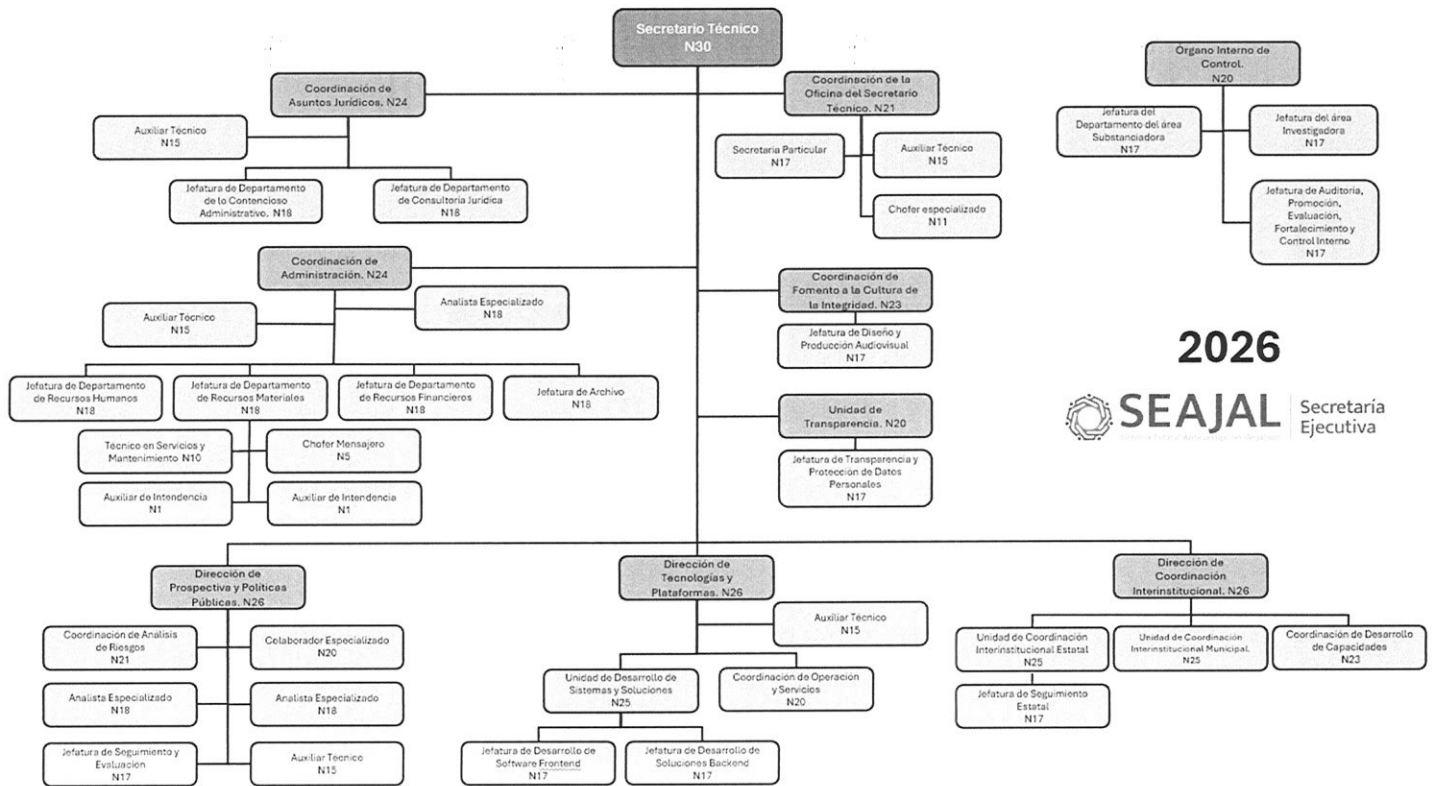 Secretario Técnico
N30
Coordinación de
Asuntos Jurídicos. N24
Auxiliar Técnico
N15
Jefatura de Departamento
de lo Contencioso
Administrativo. N18
Jefatura de Departamento
de Consultoría Jurídica
N18
Coordinación de la
Oficina del Secretario
Técnico. N21
Secretaria Particular
N17
Auxiliar Técnico
N15
Chofer especializado
N11
Órgano Interno de
Control.
N20
Jefatura del
Departamento del área
Substanciadora
N17
Jefatura del área
Investigadora
N17
Jefatura de Auditoría,
Promoción,
Evaluación,
Fortalecimiento y
Control Interno
N17
Coordinación de
Administración. N24
Auxiliar Técnico
N15
Analista Especializado
N18
Jefatura de Departamento
de Recursos Humanos
N18
Jefatura de Departamento
de Recursos Materiales
N18
Jefatura de Departamento
de Recursos Financieros
N18
Jefatura de Archivo
N18
Técnico en Servicios y
Mantenimiento N10
Chofer Mensajero
N5
Auxiliar de Intendencia
N1
Auxiliar de Intendencia
N1
Coordinación de
Fomento a la Cultura de
la Integridad. N23
Jefatura de Diseño y
Producción Audiovisual
N17
Unidad de
Transparencia. N20
Jefatura de Transparencia y
Protección de Datos
Personales
N17
2026
SEAJAL
Secretaría
Ejecutiva
Dirección de
Prospectiva y Políticas
Públicas. N26
Coordinación de Análisis
de Riesgos
N21
Colaborador Especializado
N20
Analista Especializado
N18
Analista Especializado
N18
Jefatura de Seguimiento y
Evaluación
N17
Auxiliar Técnico
N15
Dirección de
Tecnologías y
Plataformas. N26
Auxiliar Técnico
N15
Unidad de Desarrollo de
Sistemas y Soluciones
N25
Coordinación de Operación
y Servicios
N20
Jefatura de Desarrollo de
Software Frontend
N17
Jefatura de Desarrollo de
Soluciones Backend
N17
Dirección de
Coordinación
Interinstitucional. N26
Unidad de Coordinación
Interinstitucional Estatal
N25
Unidad de Coordinación
Interinstitucional Municipal.
N25
Coordinación de Desarrollo
de Capacidades
N23
Jefatura de Seguimiento
Estatal
N17